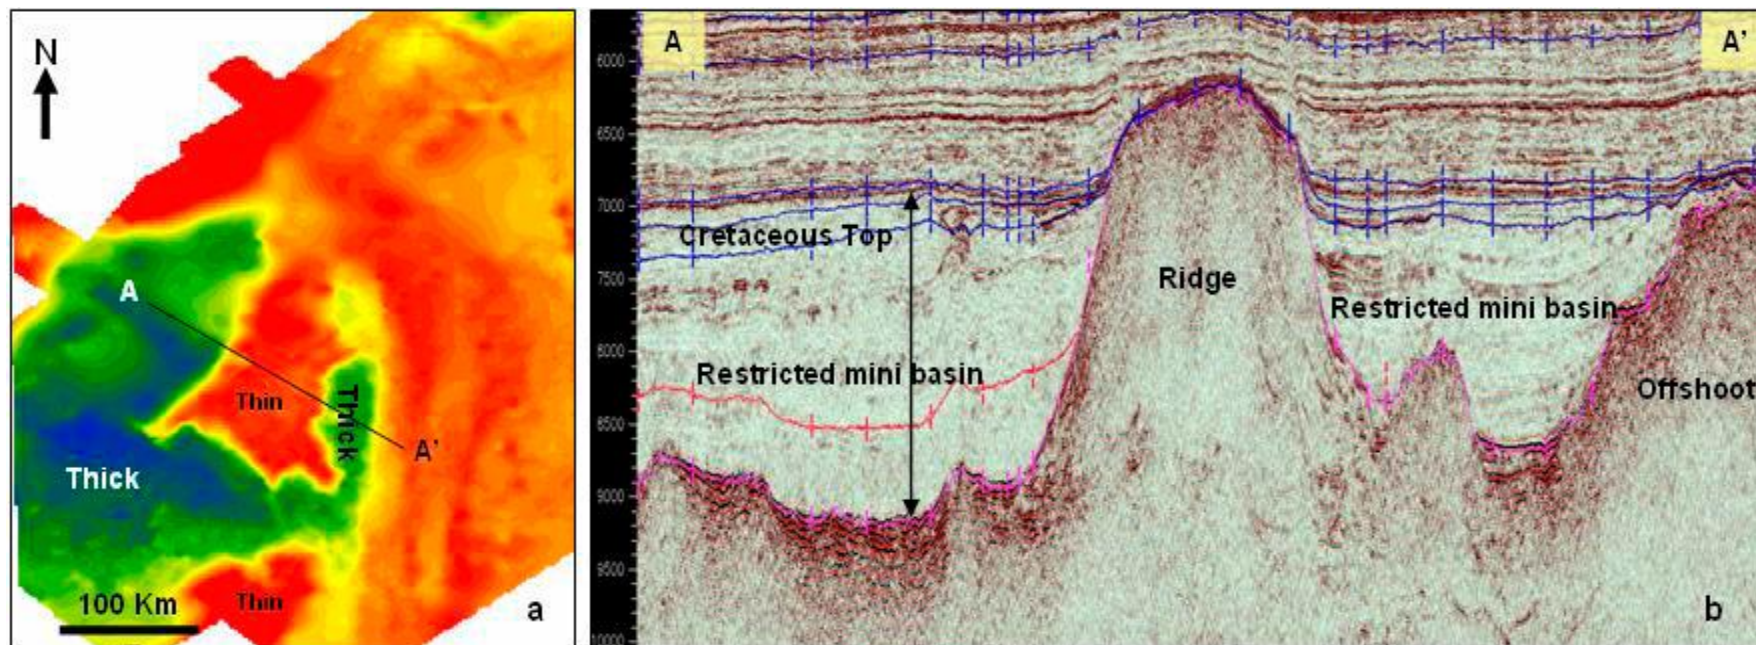 N
A
Thin
Thick
A'
Thick
Thin
100 Km
a
A
A'
6000
6500
7000
7500
8000
8500
9000
9500
10000
Cretaceous Top
Ridge
Restricted mini basin
Restricted mini basin
Offshoot
b